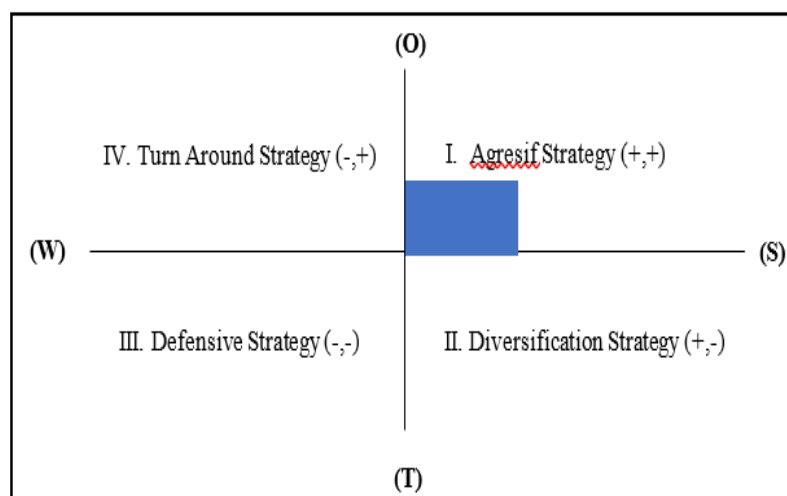 (O)
IV. Turn Around Strategy (-,+)
I. Agresif Strategy (+,+)
(W)
(S)
III. Defensive Strategy (-,-)
II. Diversification Strategy (+,-)
(T)